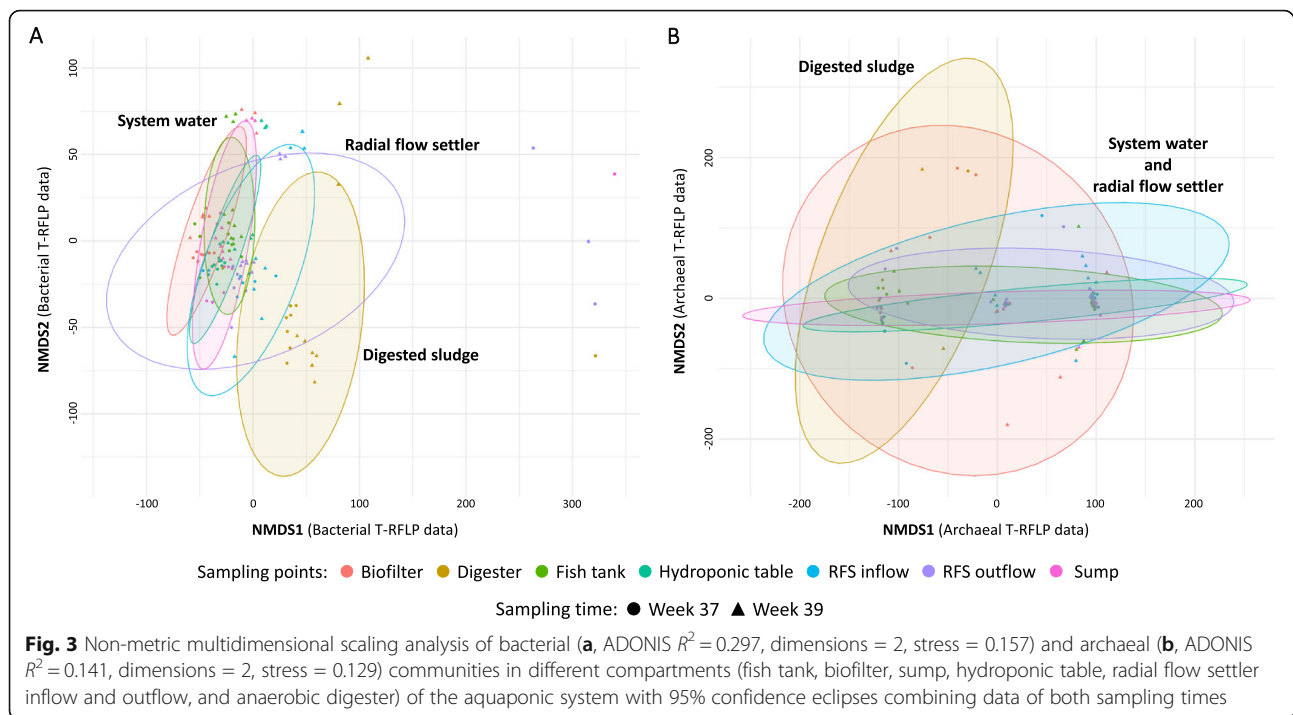 A
B
System water
Radial flow settler
Digested sludge
NMDS2 (Bacterial T-RFLP data)
100
50
0
-50
-100
-100
0
100
200
300
NMDS1 (Bacterial T-RFLP data)
Digested sludge
System water
and
radial flow settler
NMDS2 (Archaeal T-RFLP data)
200
0
-200
-200
-100
0
100
200
NMDS1 (Archaeal T-RFLP data)
Sampling points: Biofilter Digester Fish tank Hydroponic table RFS inflow RFS outflow Sump
Sampling time: Week 37 Week 39
Fig. 3 Non-metric multidimensional scaling analysis of bacterial (a, ADONIS R² = 0.297, dimensions = 2, stress = 0.157) and archaeal (b, ADONIS
R² = 0.141, dimensions = 2, stress = 0.129) communities in different compartments (fish tank, biofilter, sump, hydroponic table, radial flow settler
inflow and outflow, and anaerobic digester) of the aquaponic system with 95% confidence eclipses combining data of both sampling times